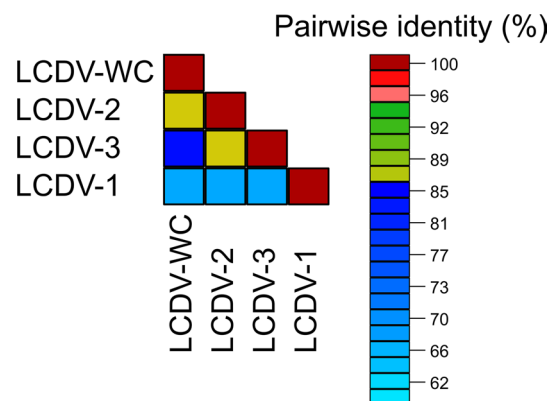 Pairwise identity (%)
LCDV-WC
LCDV-2
LCDV-3
LCDV-1
LCDV-WC
LCDV-2
LCDV-3
LCDV-1
100
96
92
89
85
81
77
73
70
66
62